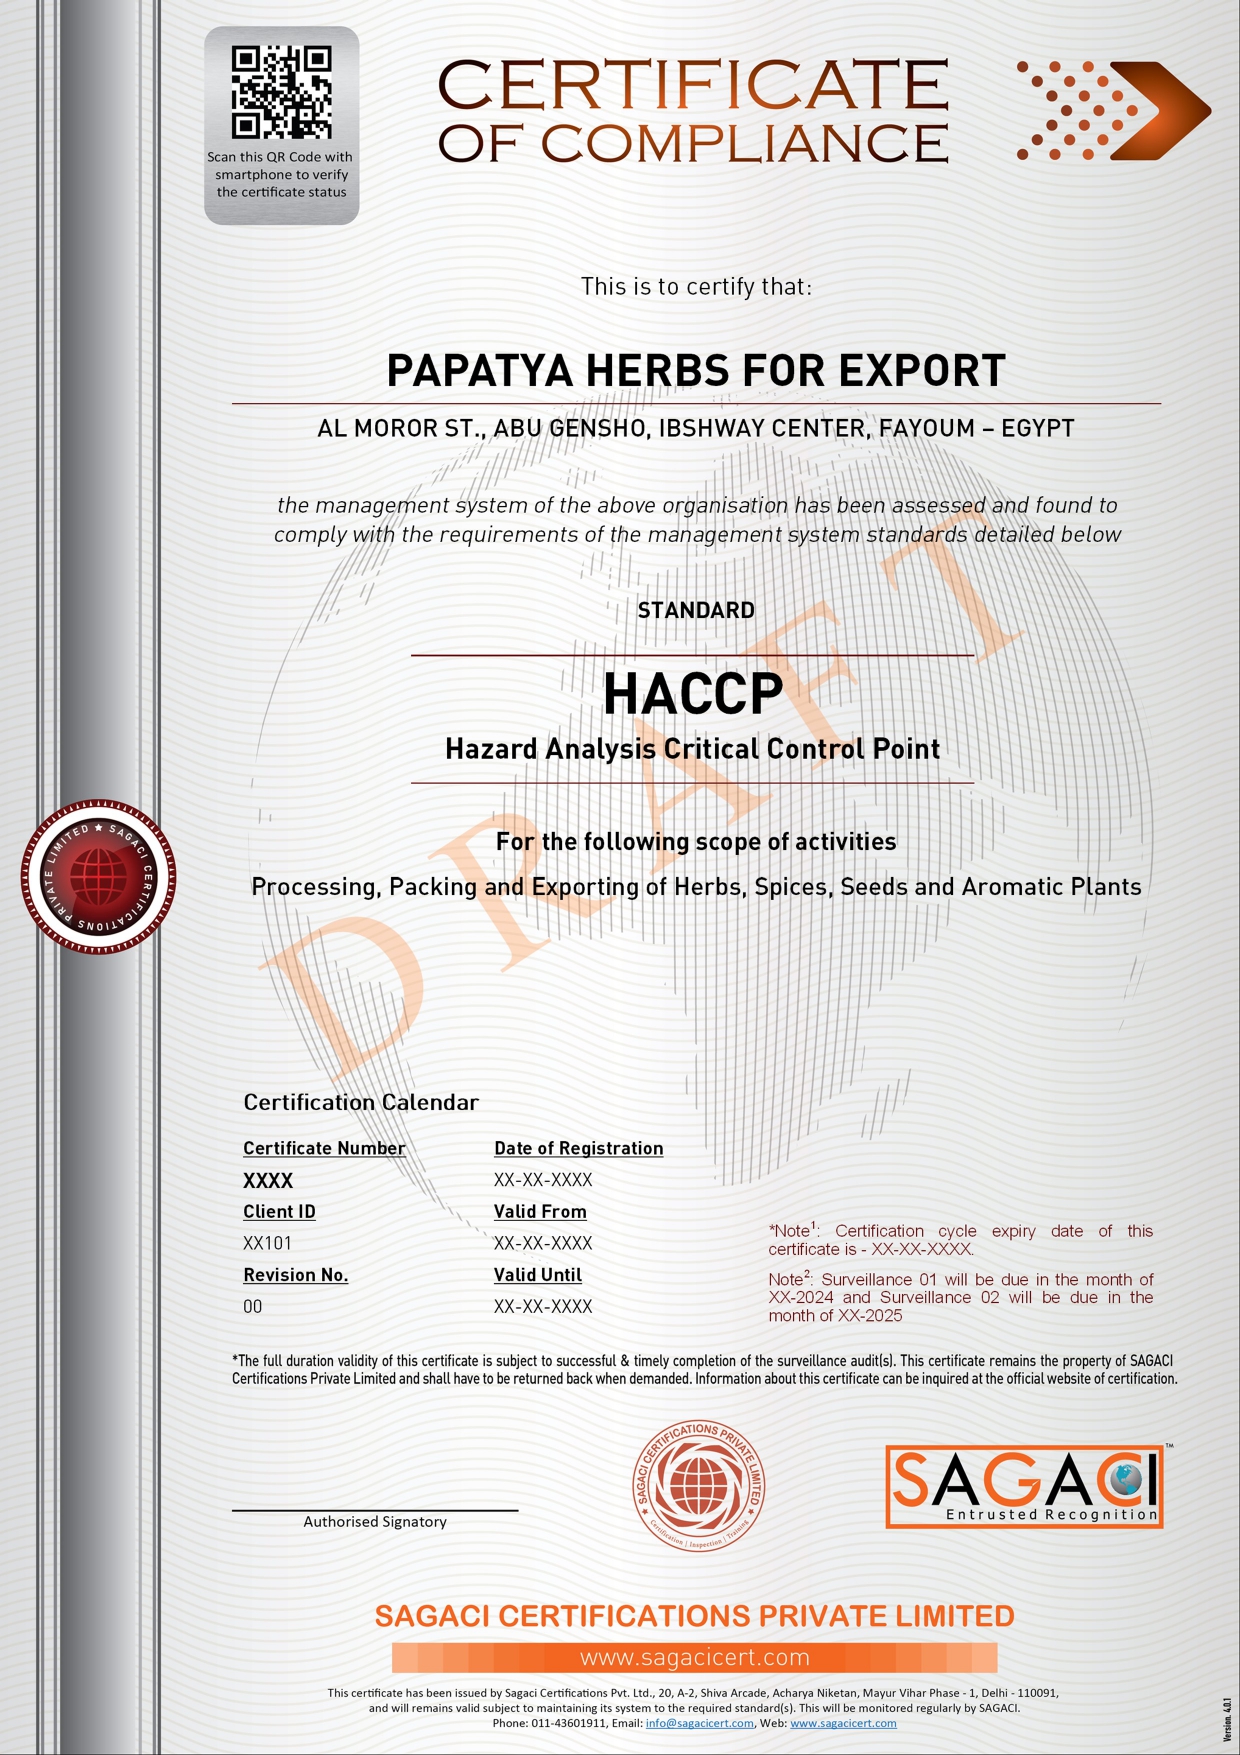 Scan this QR Code with
smartphone to verify
the certificate status
CERTIFICATE
OF COMPLIANCE
This is to certify that:
PAPATYA HERBS FOR EXPORT
AL MOROR ST., ABU GENSHO, IBSHWAY CENTER, FAYOUM – EGYPT
the management system of the above organisation has been assessed and found to
comply with the requirements of the management system standards detailed below
STANDARD
HACCP
Hazard Analysis Critical Control Point
For the following scope of activities
Processing, Packing and Exporting of Herbs, Spices, Seeds and Aromatic Plants
DRAFT
SAGACI CERTIFICATIONS PRIVATE LIMITED ★
Certification Calendar
Certificate Number
XXXX
Client ID
XX101
Revision No.
00
Date of Registration
XX-XX-XXXX
Valid From
XX-XX-XXXX
Valid Until
XX-XX-XXXX
*Note1: Certification cycle expiry date of this
certificate is - XX-XX-XXXX.
Note2: Surveillance 01 will be due in the month of
XX-2024 and Surveillance 02 will be due in the
month of XX-2025
*The full duration validity of this certificate is subject to successful & timely completion of the surveillance audit(s). This certificate remains the property of SAGACI
Certifications Private Limited and shall have to be returned back when demanded. Information about this certificate can be inquired at the official website of certification.
Authorised Signatory
★ SAGACI CERTIFICATIONS PRIVATE LIMITED ★
Certification | Inspection | Training
SAGACI™
Entrusted Recognition
SAGACI CERTIFICATIONS PRIVATE LIMITED
www.sagacicert.com
This certificate has been issued by Sagaci Certifications Pvt. Ltd., 20, A-2, Shiva Arcade, Acharya Niketan, Mayur Vihar Phase - 1, Delhi - 110091,
and will remains valid subject to maintaining its system to the required standard(s). This will be monitored regularly by SAGACI.
Phone: 011-43601911, Email: info@sagacicert.com, Web: www.sagacicert.com
Version. 4.0.1